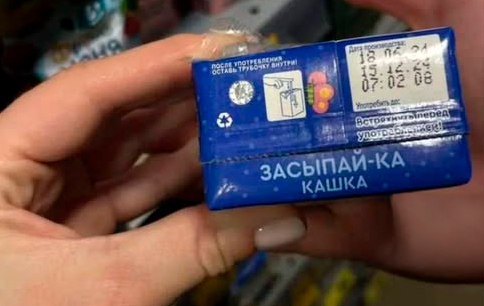 ПОСЛЕ УПОТРЕБЛЕНИЯ
ОСТАВЬ ТРУБОЧКУ ВНУТРИ!
Дата производства:
18 06 24
15 12 24
07:02 08
Употребить до:
Встряхнуть перед
употреблением!
ЗАСЫПАЙ-КА
КАШКА